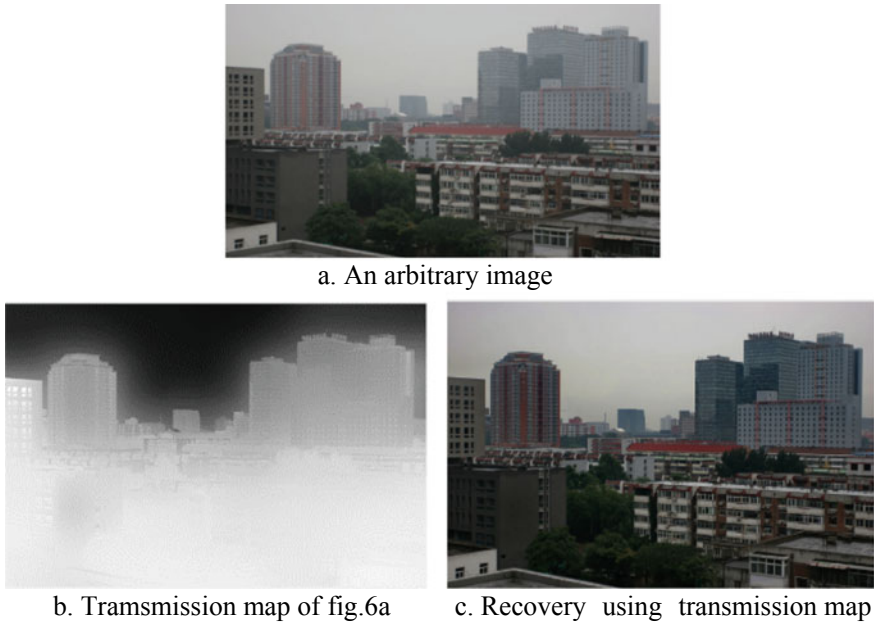 a. An arbitrary image
b. Tramsmission map of fig.6a
c. Recovery using transmission map